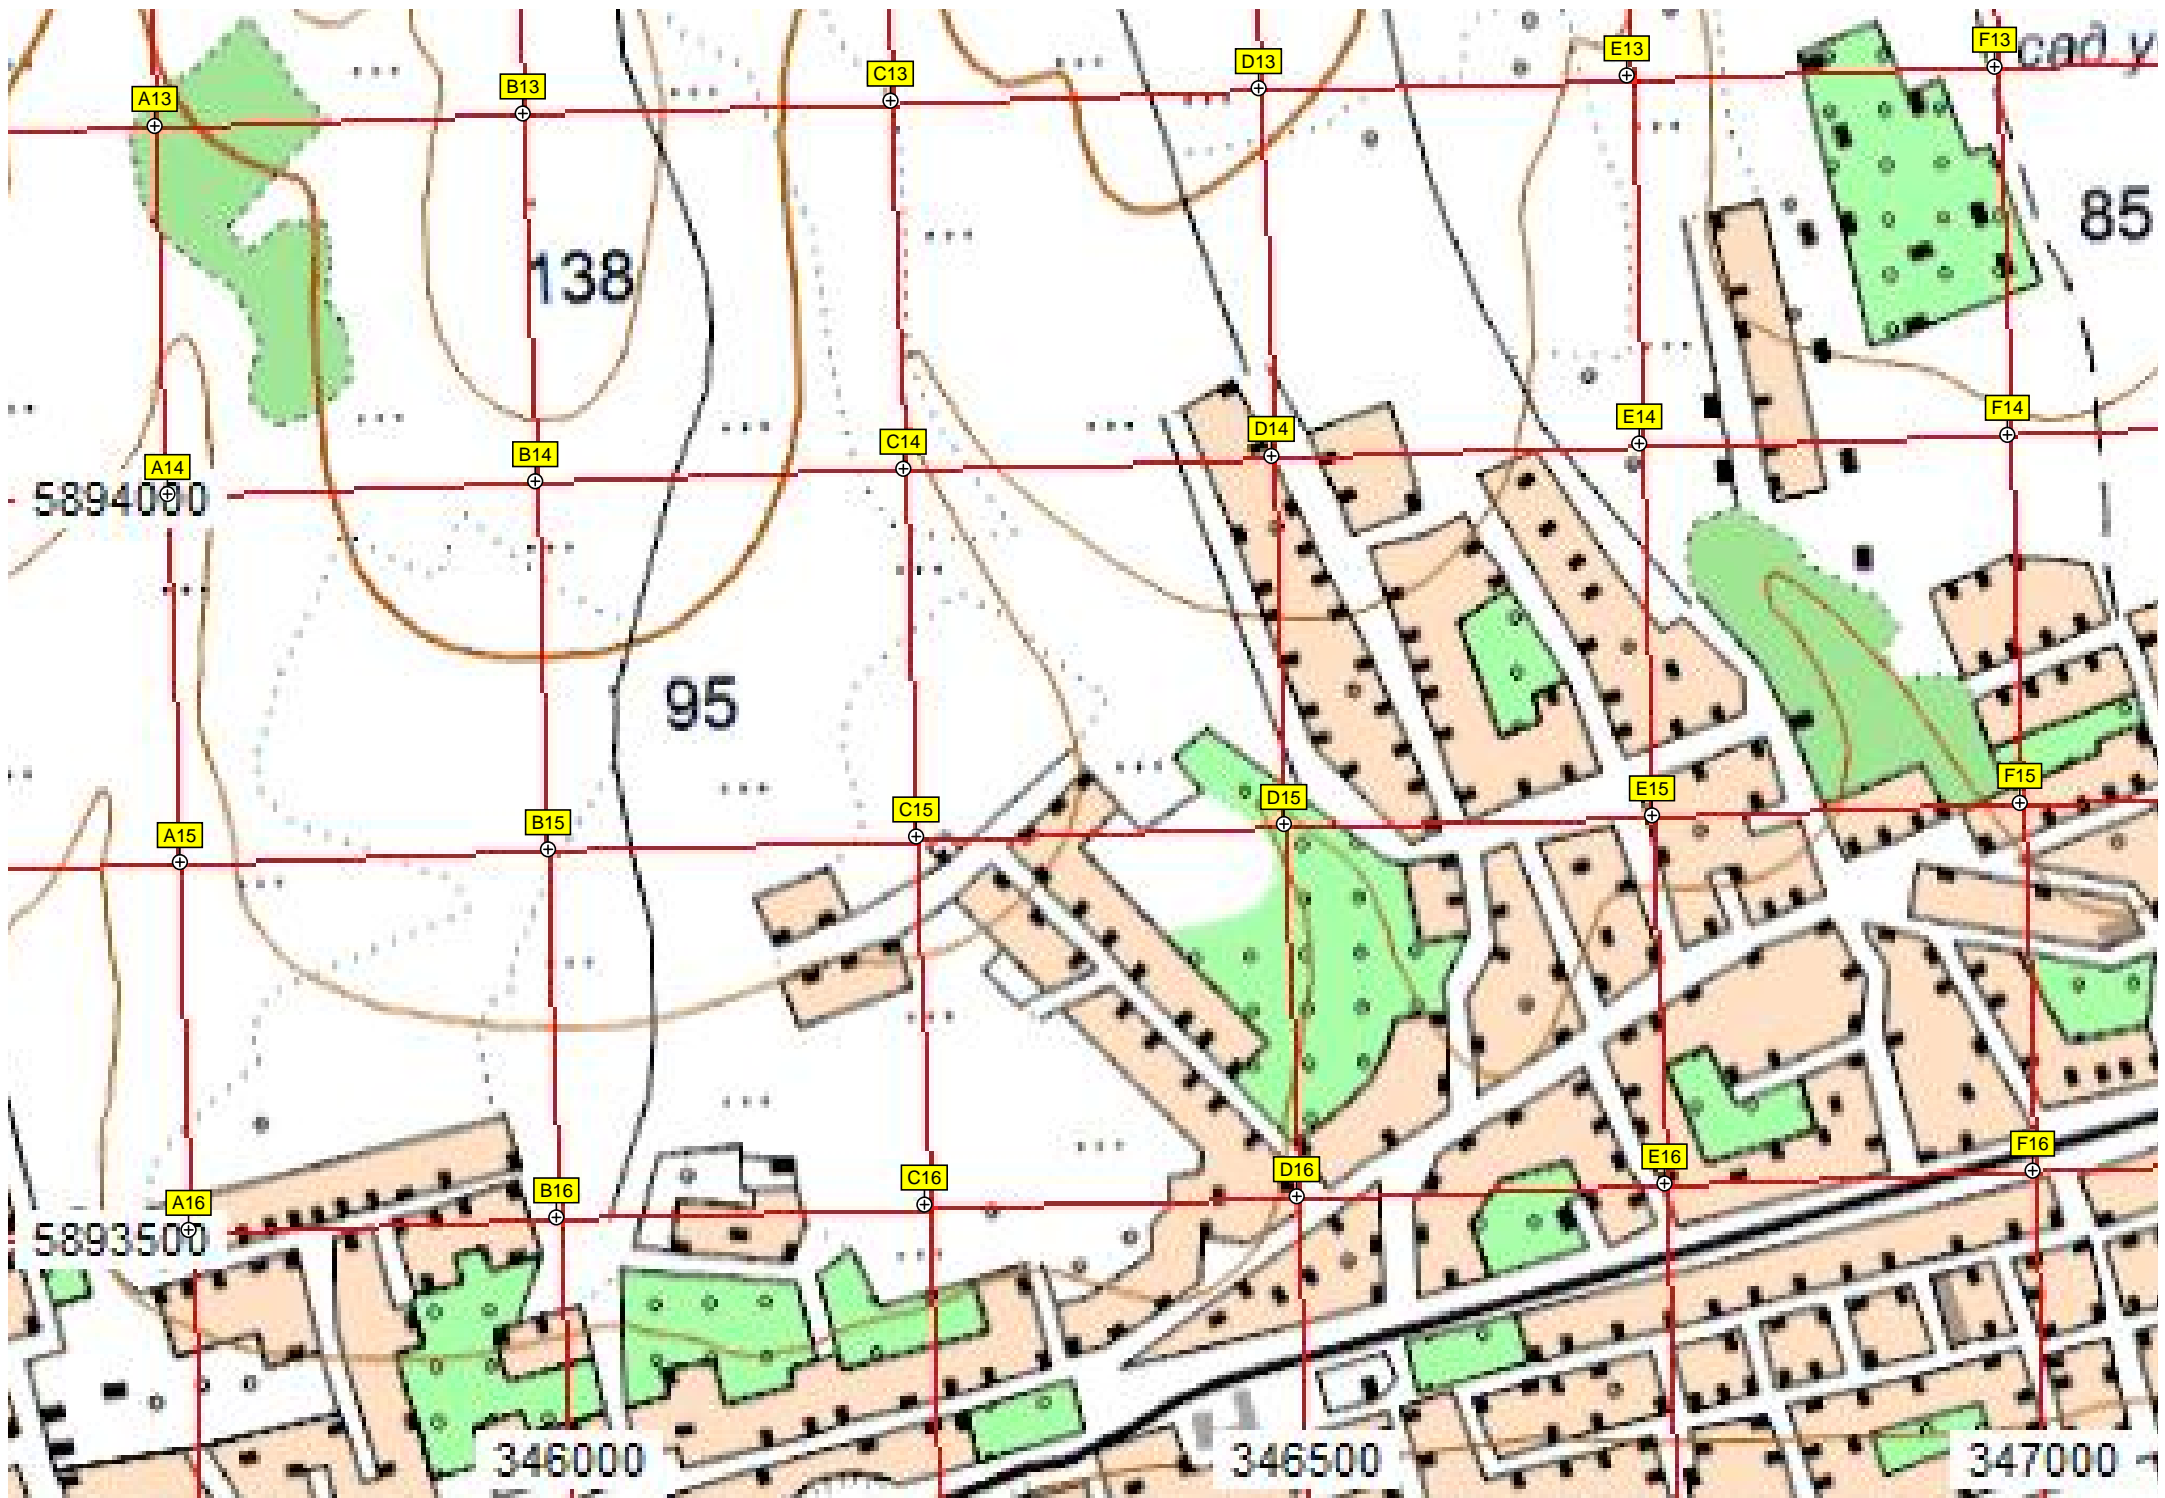 A13 B13 C13 D13 E13 F13 сад.у
138
85
A14 B14 C14 D14 E14 F14
5894000
95
A15 B15 C15 D15 E15 F15
A16 B16 C16 D16 E16 F16
5893500
346000 346500 347000